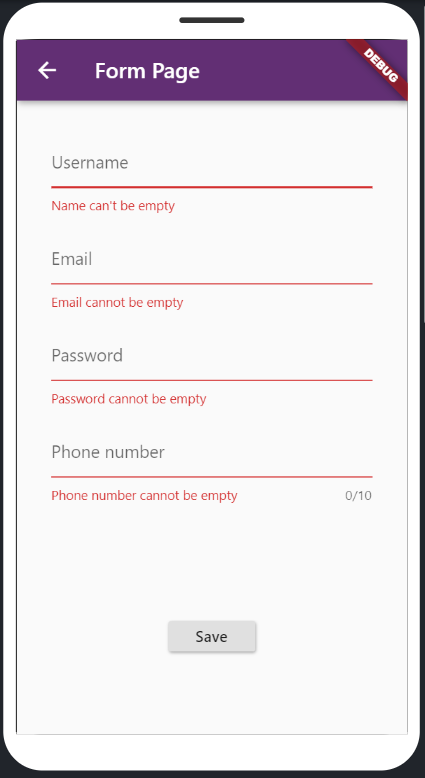 Form Page
DEBUG
Username
Name can't be empty
Email
Email cannot be empty
Password
Password cannot be empty
Phone number
Phone number cannot be empty 0/10
Save